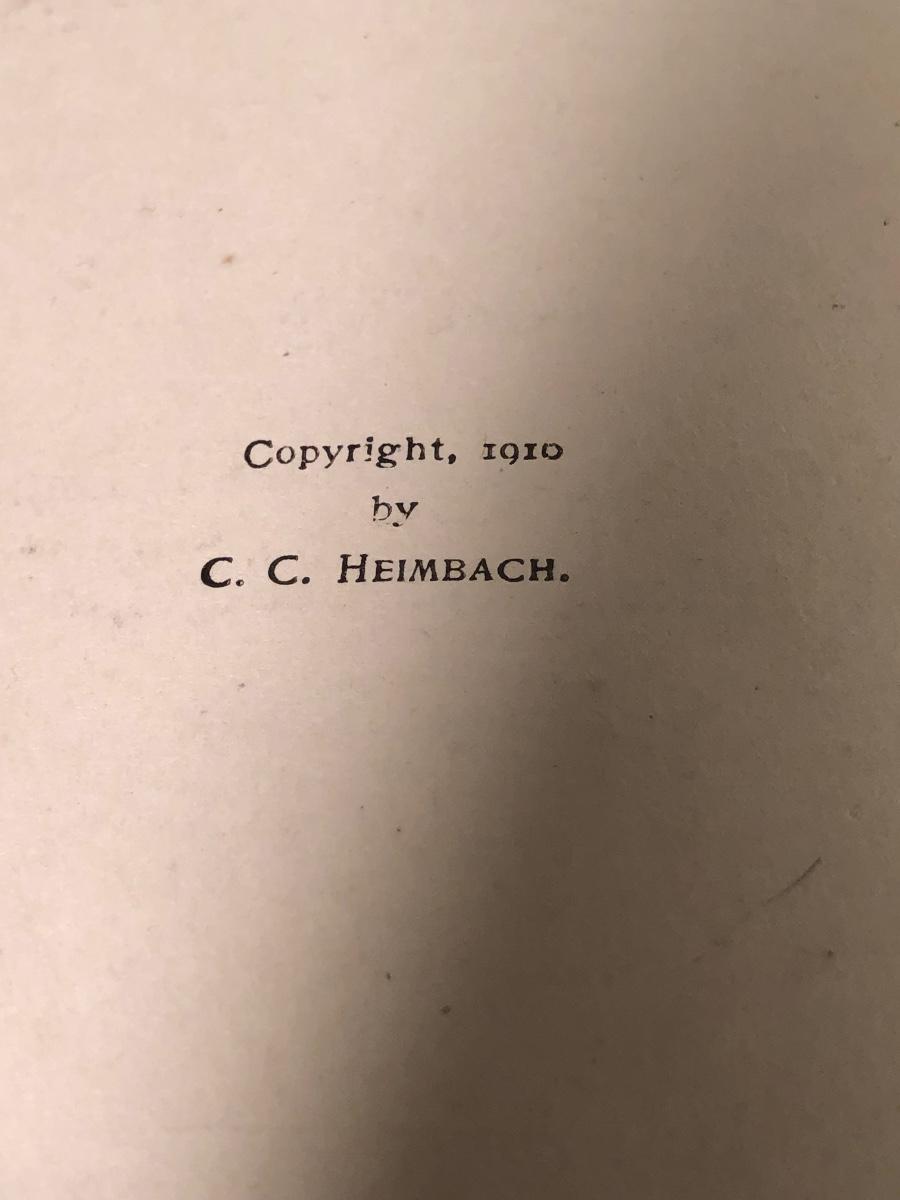 Copyright, 1910
by
C. C. HEIMBACH.